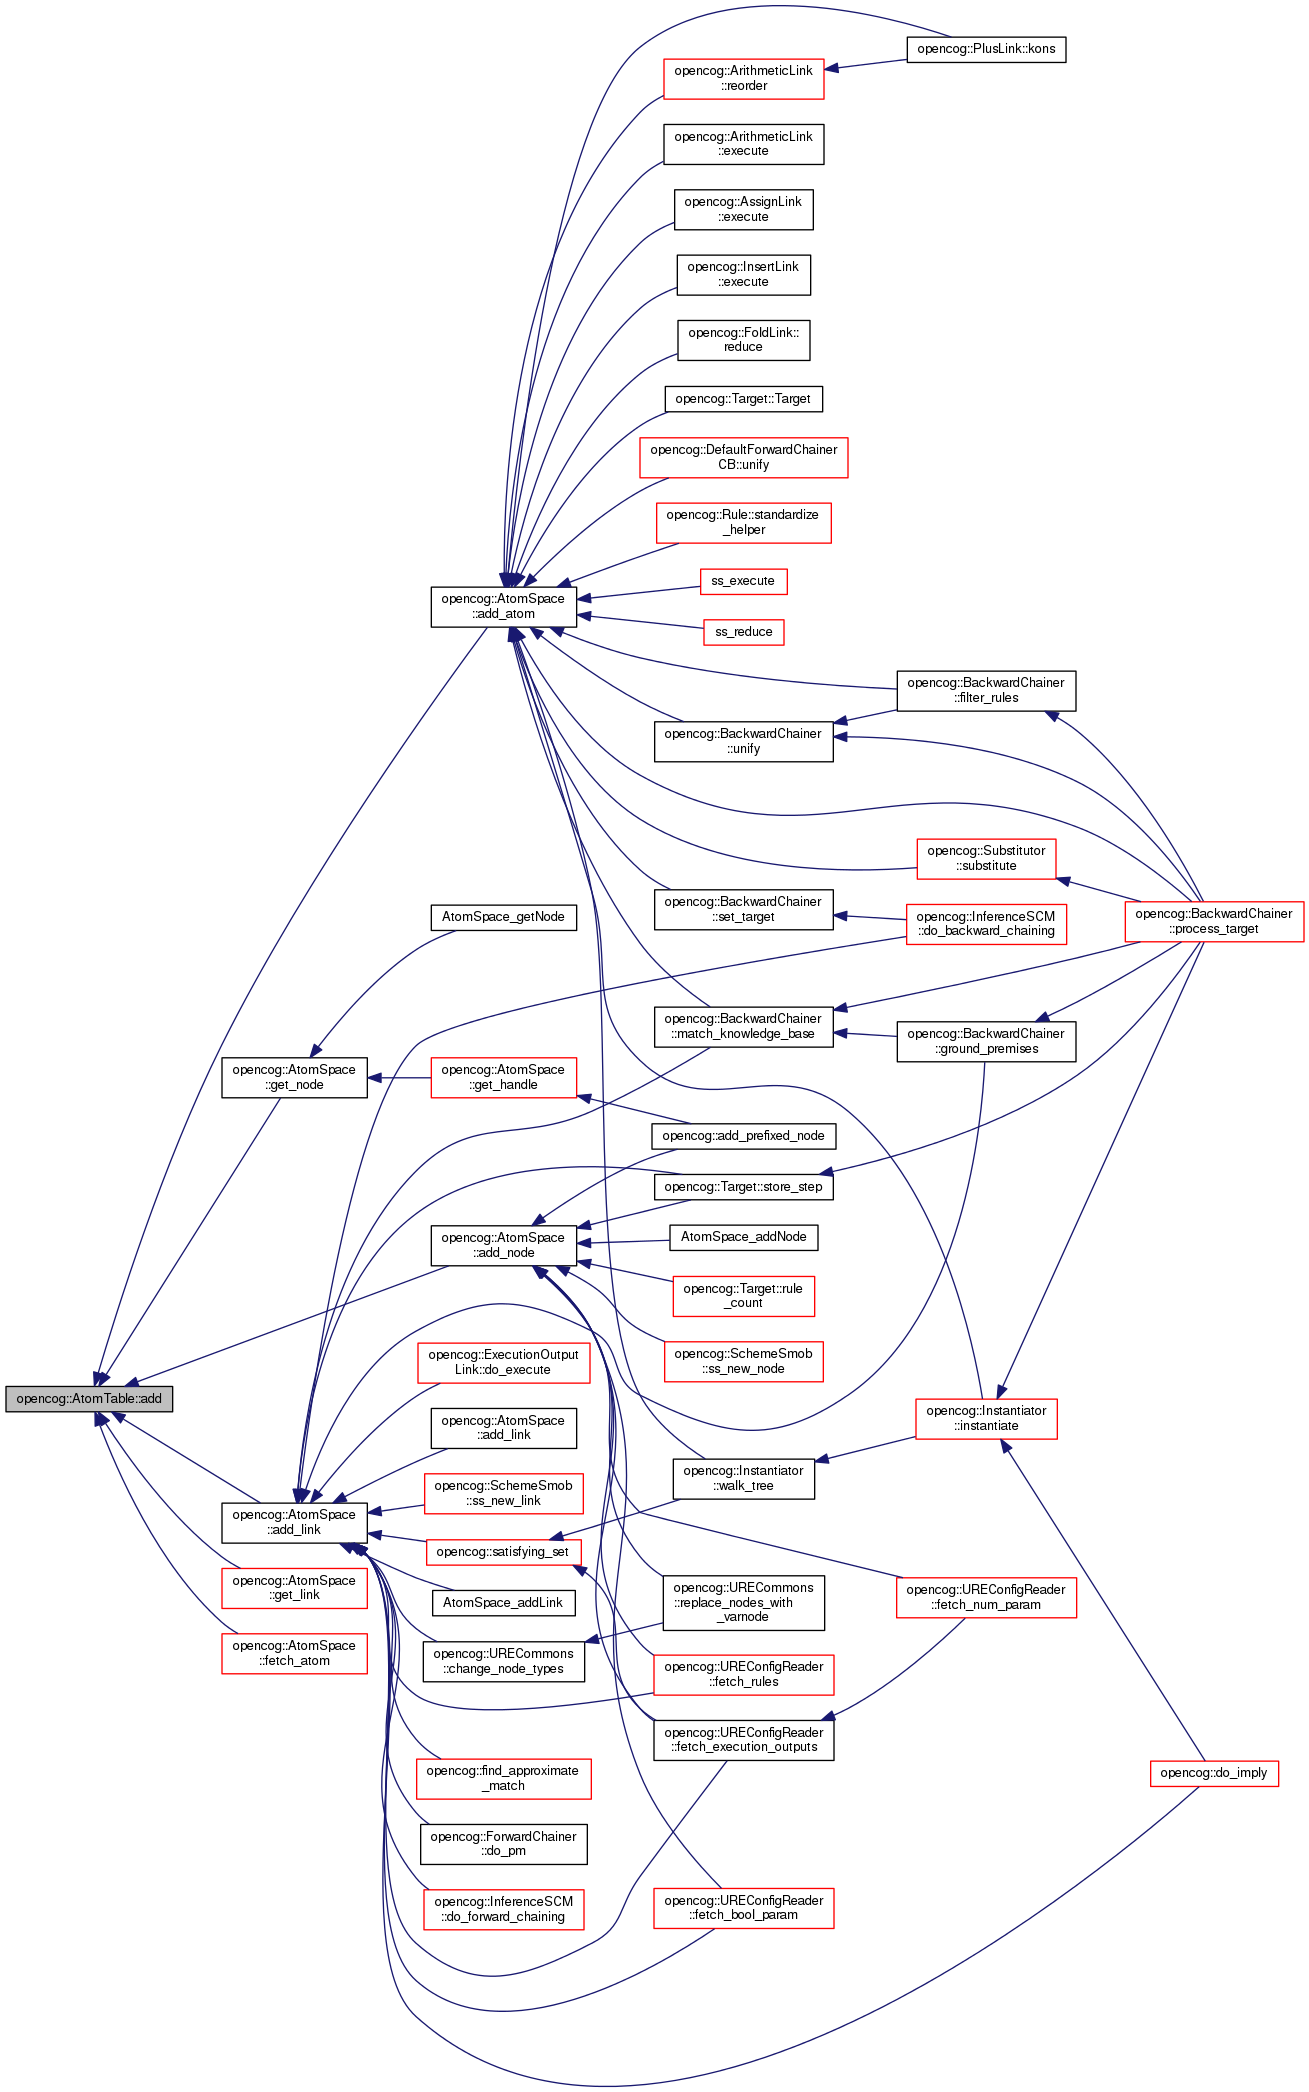 opencog::PlusLink::kons
opencog::ArithmeticLink
::reorder
opencog::ArithmeticLink
::execute
opencog::AssignLink
::execute
opencog::InsertLink
::execute
opencog::FoldLink::
reduce
opencog::Target::Target
opencog::DefaultForwardChainer
CB::unify
opencog::Rule::standardize
_helper
ss_execute
opencog::AtomSpace
::add_atom
ss_reduce
opencog::BackwardChainer
::filter_rules
opencog::BackwardChainer
::unify
opencog::Substitutor
::substitute
opencog::BackwardChainer
::set_target
opencog::InferenceSCM
::do_backward_chaining
opencog::BackwardChainer
::process_target
AtomSpace_getNode
opencog::BackwardChainer
::match_knowledge_base
opencog::BackwardChainer
::ground_premises
opencog::AtomSpace
::get_node
opencog::AtomSpace
::get_handle
opencog::add_prefixed_node
opencog::Target::store_step
opencog::AtomSpace
::add_node
AtomSpace_addNode
opencog::Target::rule
_count
opencog::SchemeSmob
::ss_new_node
opencog::ExecutionOutput
Link::do_execute
opencog::AtomTable::add
opencog::Instantiator
::instantiate
opencog::AtomSpace
::add_link
opencog::Instantiator
::walk_tree
opencog::SchemeSmob
::ss_new_link
opencog::AtomSpace
::add_link
opencog::satisfying_set
opencog::AtomSpace
::get_link
AtomSpace_addLink
opencog::URECommons
::replace_nodes_with
_varnode
opencog::UREConfigReader
::fetch_num_param
opencog::AtomSpace
::fetch_atom
opencog::URECommons
::change_node_types
opencog::UREConfigReader
::fetch_rules
opencog::UREConfigReader
::fetch_execution_outputs
opencog::find_approximate
_match
opencog::do_imply
opencog::ForwardChainer
::do_pm
opencog::InferenceSCM
::do_forward_chaining
opencog::UREConfigReader
::fetch_bool_param